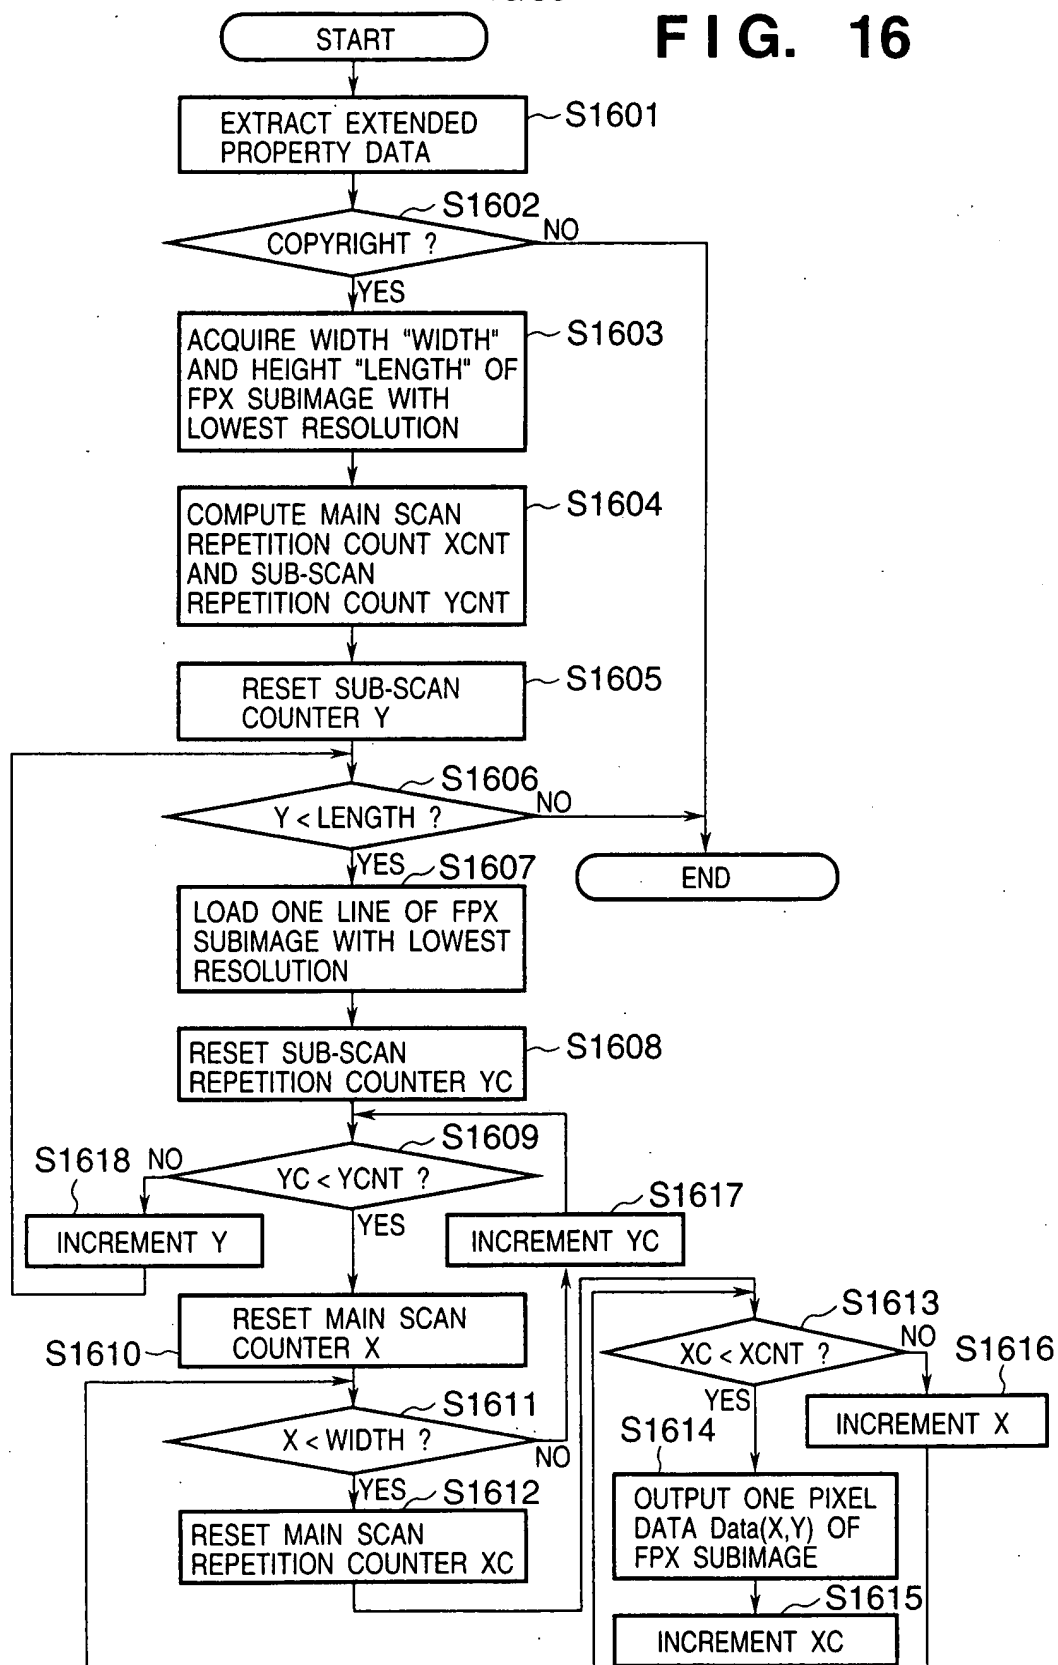 FIG. 16
START
EXTRACT EXTENDED
PROPERTY DATA
S1601
S1602
COPYRIGHT ?
NO
YES
ACQUIRE WIDTH "WIDTH"
AND HEIGHT "LENGTH" OF
FPX SUBIMAGE WITH
LOWEST RESOLUTION
S1603
COMPUTE MAIN SCAN
REPETITION COUNT XCNT
AND SUB-SCAN
REPETITION COUNT YCNT
S1604
RESET SUB-SCAN
COUNTER Y
S1605
S1606
Y < LENGTH ?
NO
YES
END
S1607
LOAD ONE LINE OF FPX
SUBIMAGE WITH LOWEST
RESOLUTION
RESET SUB-SCAN
REPETITION COUNTER YC
S1608
S1609
YC < YCNT ?
NO
S1618
INCREMENT Y
YES
S1617
INCREMENT YC
RESET MAIN SCAN
COUNTER X
S1610
S1611
X < WIDTH ?
NO
YES
S1612
RESET MAIN SCAN
REPETITION COUNTER XC
S1613
XC < XCNT ?
NO
S1616
INCREMENT X
YES
S1614
OUTPUT ONE PIXEL
DATA Data(X,Y) OF
FPX SUBIMAGE
S1615
INCREMENT XC